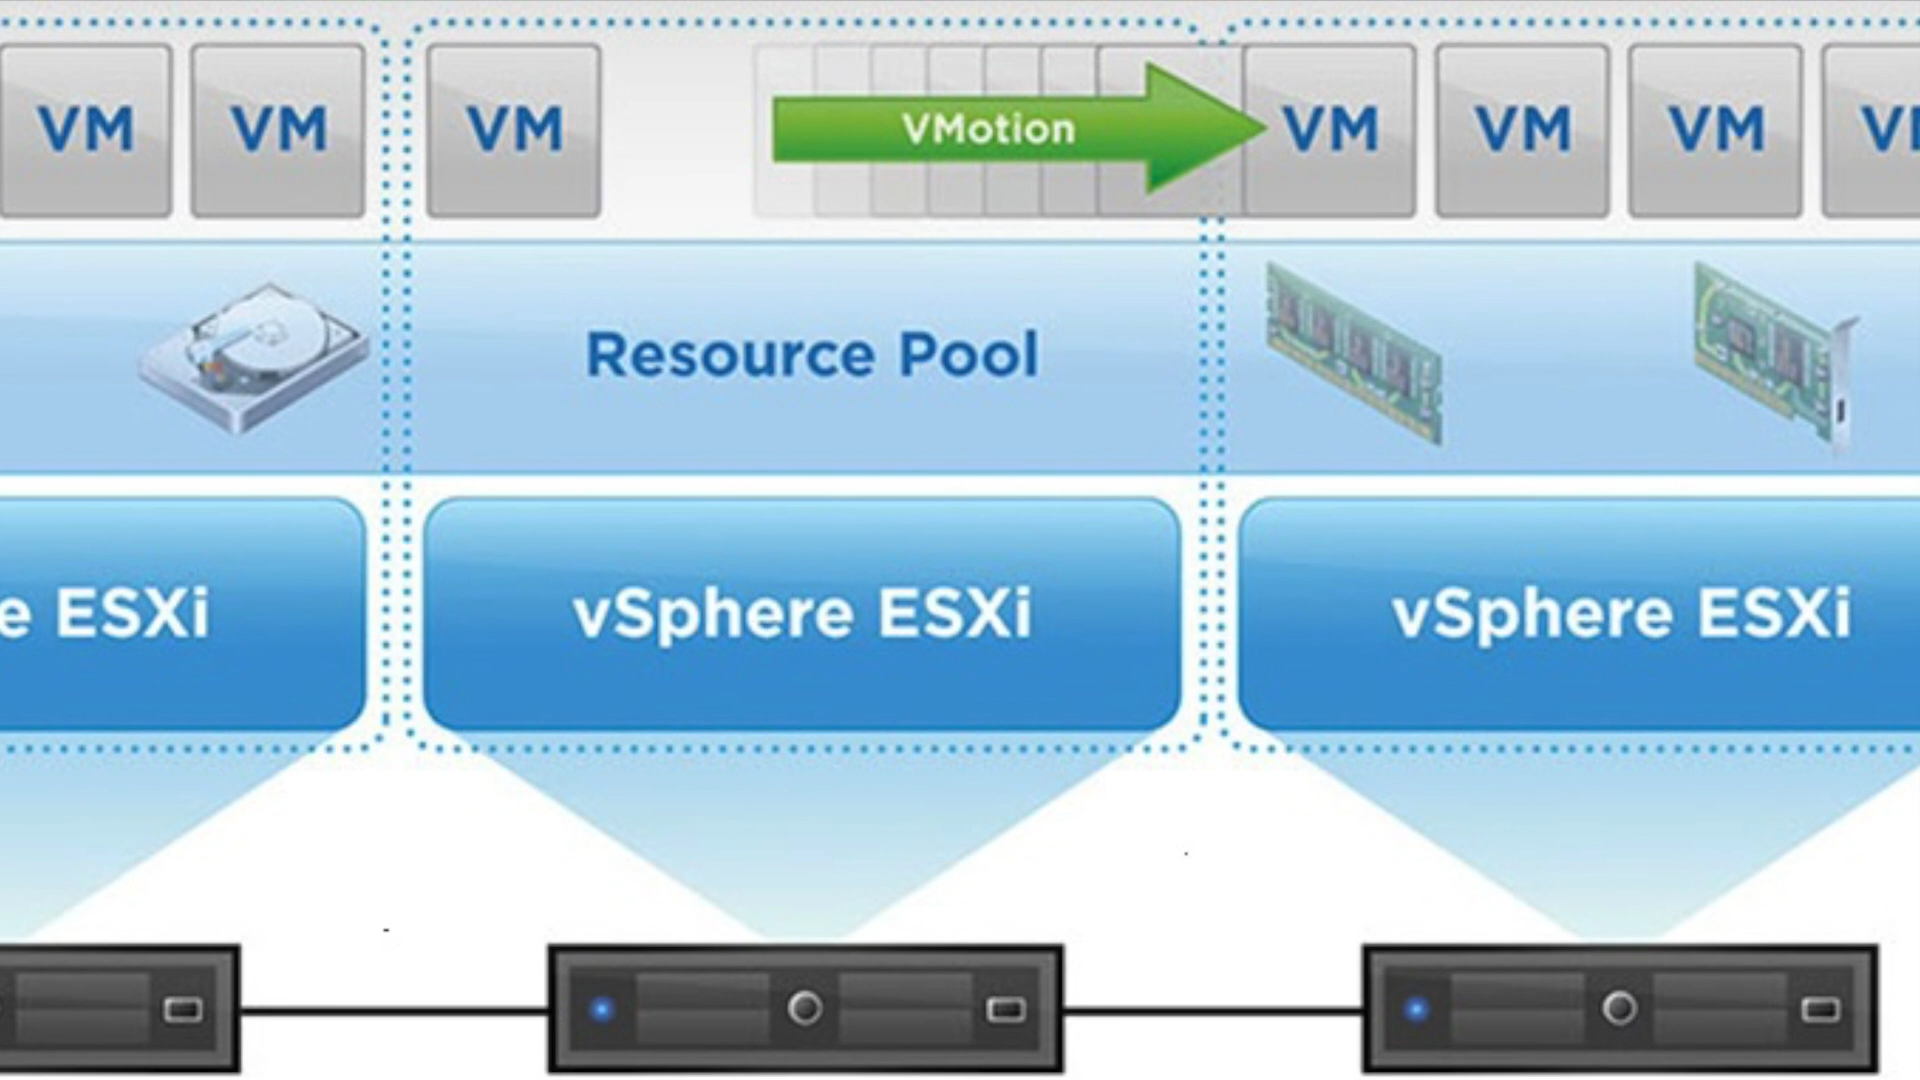 VM VM VM VMotion VM VM VM
Resource Pool
ESXi vSphere ESXi vSphere ESXi